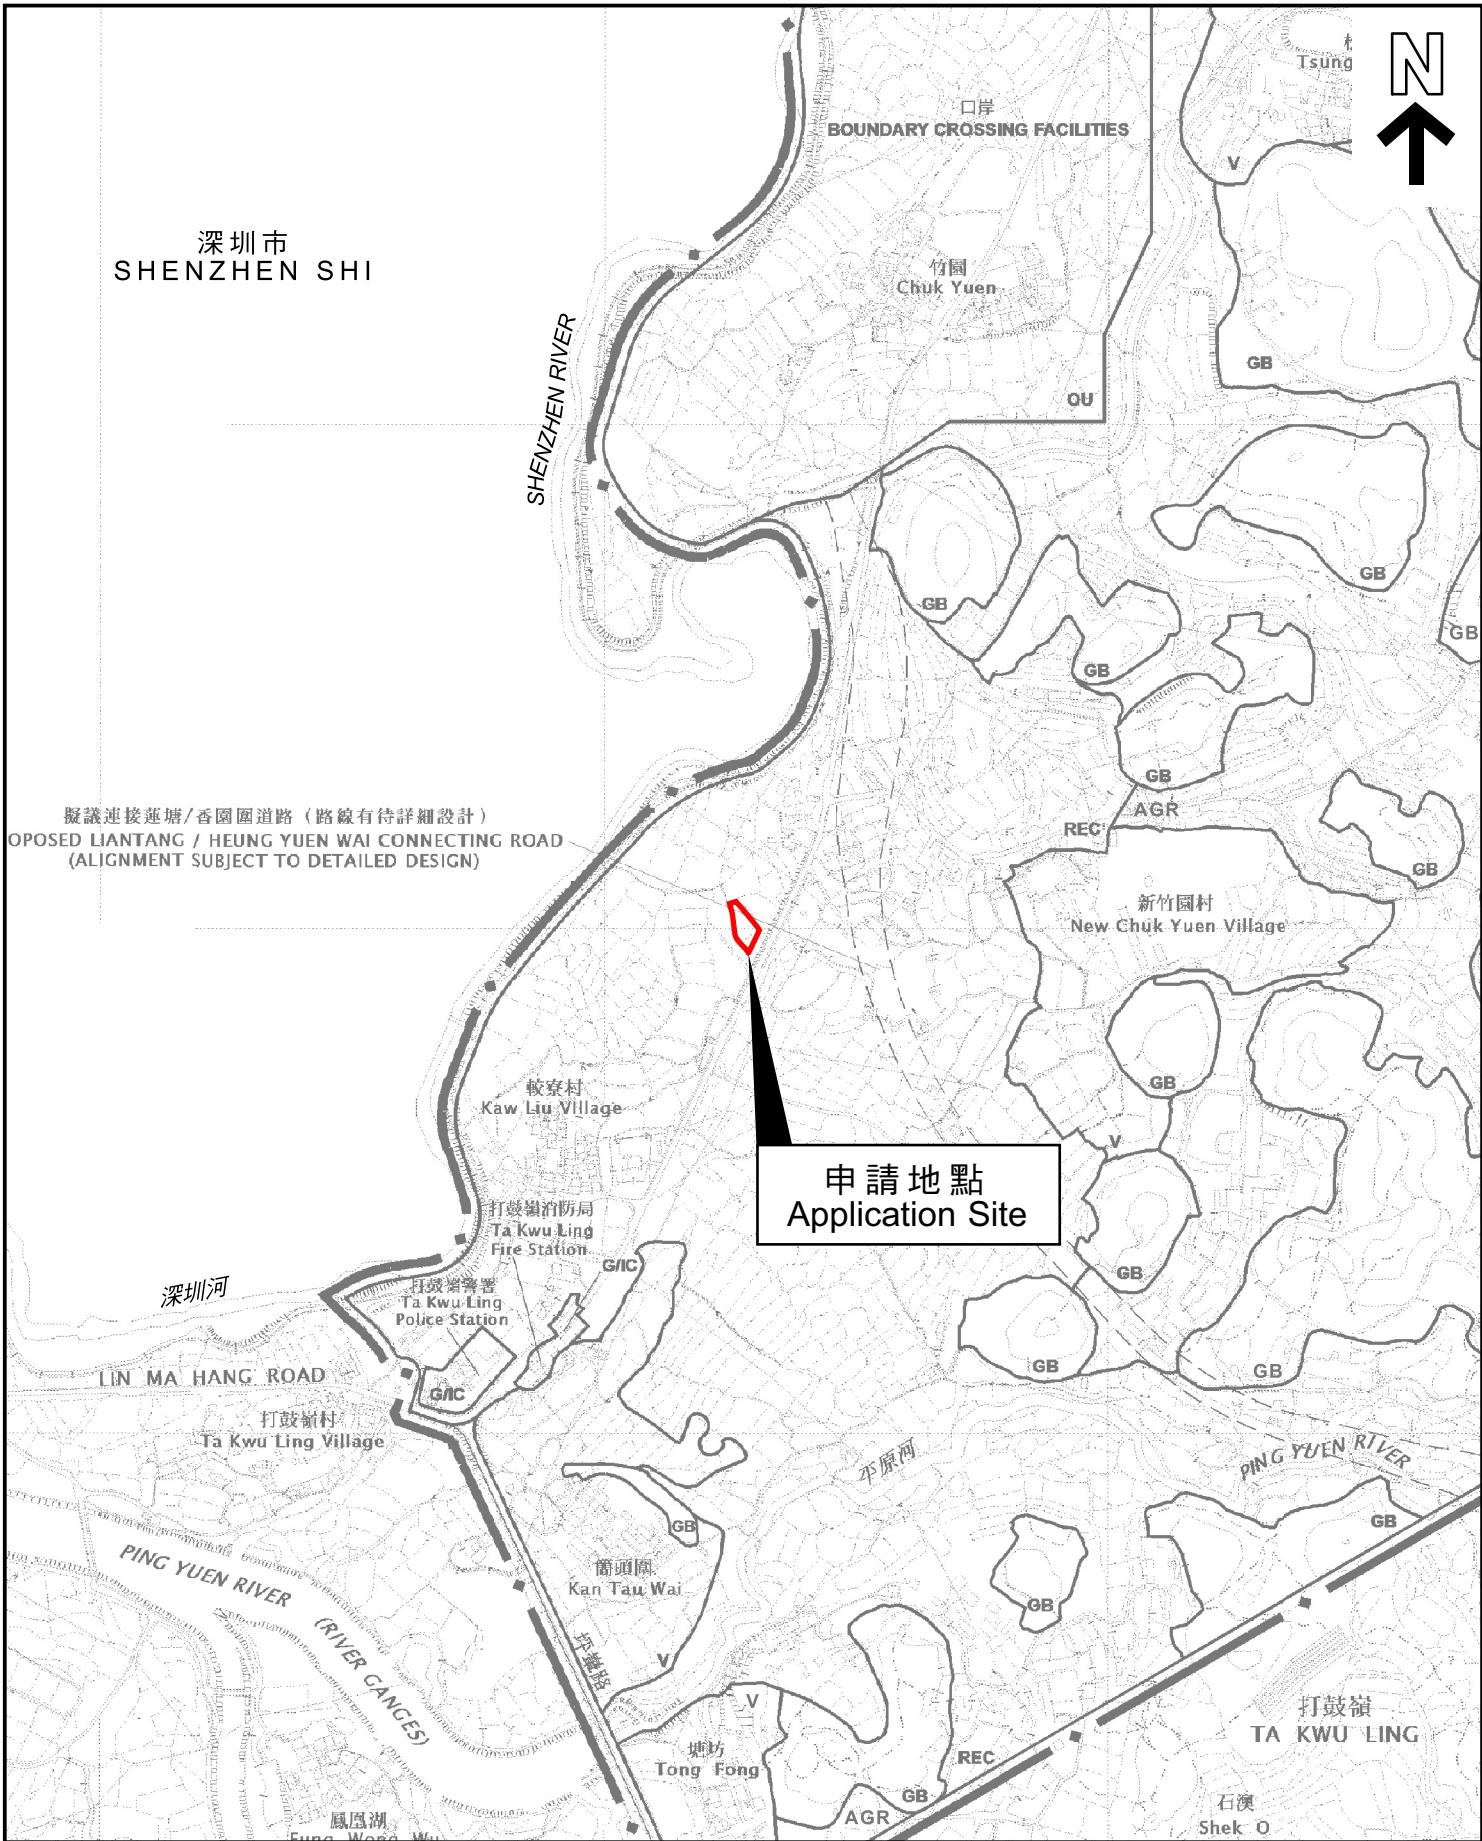 N
Tsung
口岸
BOUNDARY CROSSING FACILITIES
V
深圳市
SHENZHEN SHI
竹園
Chuk Yuen
SHENZHEN RIVER
GB
OU
GB
GB
GB
GB
GB
擬議連接蓮塘/香園圍道路（路線有待詳細設計）
OPOSED LIANTANG / HEUNG YUEN WAI CONNECTING ROAD
(ALIGNMENT SUBJECT TO DETAILED DESIGN)
AGR
REC
GB
新竹園村
New Chuk Yuen Village
GB
較寮村
Kaw Liu Village
V
申請地點
Application Site
打鼓嶺消防局
Ta Kwu Ling
Fire Station
G/IC
GB
深圳河
打鼓嶺警署
Ta Kwu Ling
Police Station
GB
GB
LIN MA HANG ROAD
G/IC
打鼓嶺村
Ta Kwu Ling Village
平原河
PING YUEN RIVER
GB
GB
PING YUEN RIVER
(RIVER GANGES)
簡頭圍
Kan Tau Wai
GB
坪輋路
V
V
打鼓嶺
TA KWU LING
塘坊
Tong Fong
REC
GB
AGR
石澳
Shek O
鳳凰湖
Fung Wong Wu